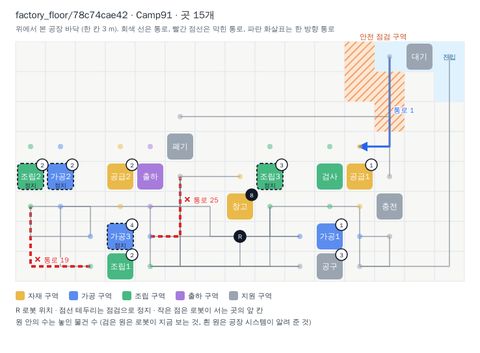 factory_floor/78c74cae42 · Camp91 · 곳 15개
위에서 본 공장 바닥 (한 칸 3 m). 회색 선은 통로, 빨간 점선은 막힌 통로, 파란 화살표는 한 방향 통로
안전 점검 구역
대기
진입
통로 1
폐기
2
2
2
3
1
조립2
정지
가공2
정지
공급2
출하
조립3
정지
검사
공급1
8
창고
충전
통로 25
4
가공3
정지
R
1
가공1
통로 19
2
조립1
3
공구
자재 구역
가공 구역
조립 구역
출하 구역
지원 구역
R 로봇 위치 · 점선 테두리는 점검으로 정지 · 작은 점은 로봇이 서는 곳의 앞 칸
원 안의 수는 놓인 물건 수 (검은 원은 로봇이 지금 보는 것, 흰 원은 공장 시스템이 알려 준 것)